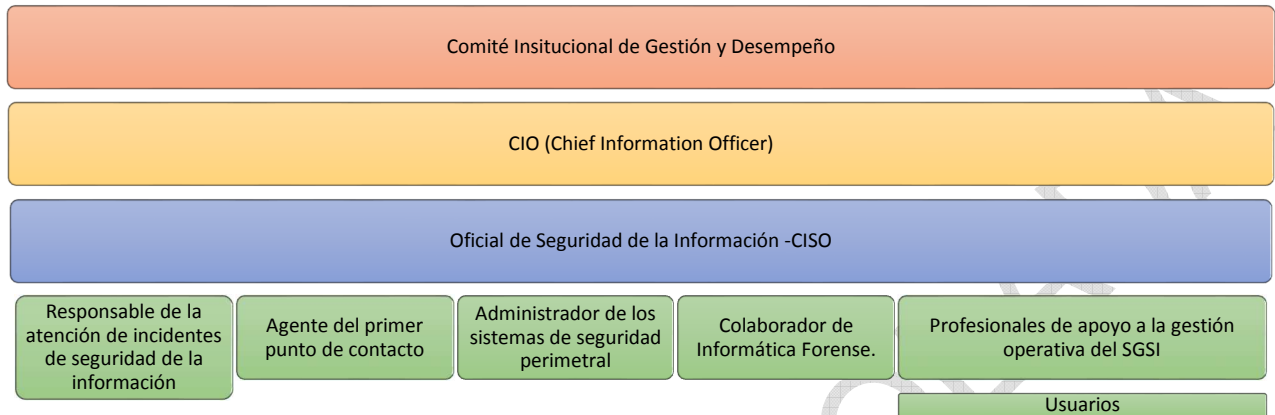 Comité Insitucional de Gestión y Desempeño
CIO (Chief Information Officer)
Oficial de Seguridad de la Información -CISO
Responsable de la
atención de incidentes
de seguridad de la
información
Agente del primer
punto de contacto
Administrador de los
sistemas de seguridad
perimetral
Colaborador de
Informática Forense.
Profesionales de apoyo a la gestión
operativa del SGSI
Usuarios